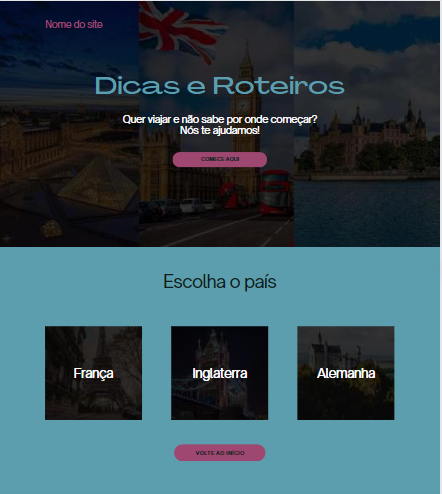 Nome do site
Dicas e Roteiros
Quer viajar e não sabe por onde começar?
Nós te ajudamos!
COMECE AQUI
Escolha o país
França
Inglaterra
Alemanha
VOLTE AO INÍCIO